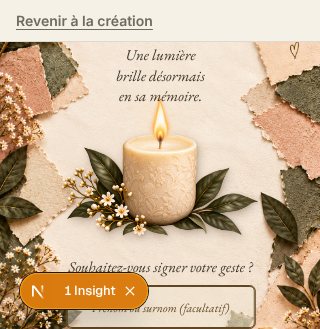 Revenir à la création
Une lumière
brille désormais
en sa mémoire.
Souhaitez-vous signer votre geste ?
1 Insight
ou surnom (facultatif)